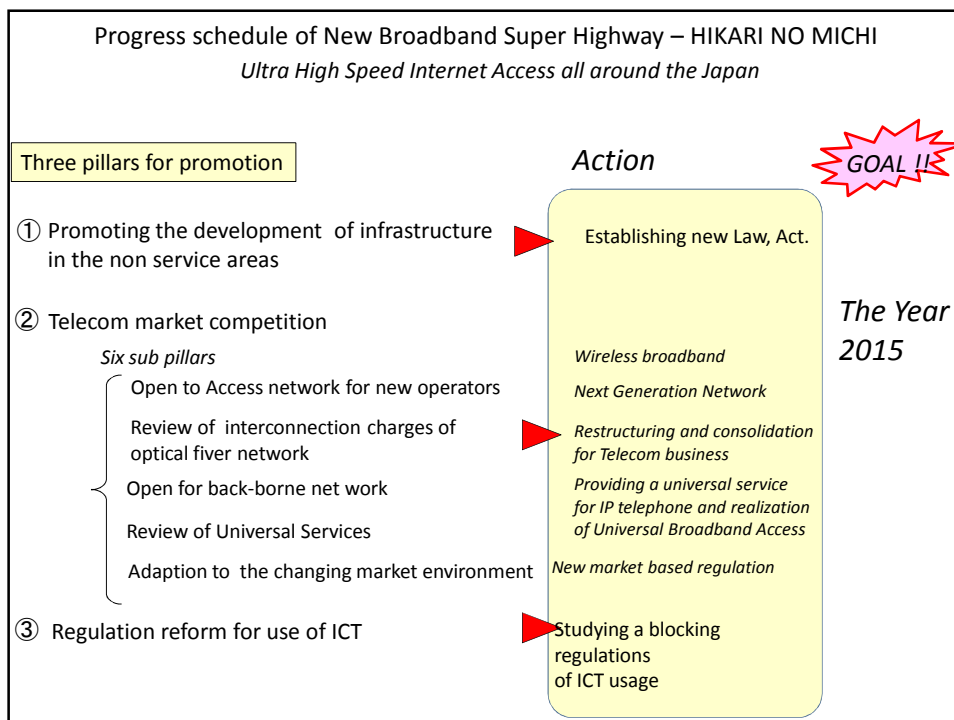 Progress schedule of New Broadband Super Highway – HIKARI NO MICHI
Ultra High Speed Internet Access all around the Japan
Three pillars for promotion
Action
GOAL !!
① Promoting the development of infrastructure
in the non service areas
Establishing new Law, Act.
② Telecom market competition
The Year
2015
Six sub pillars
Wireless broadband
Open to Access network for new operators
Next Generation Network
Review of interconnection charges of
optical fiver network
Restructuring and consolidation
for Telecom business
Open for back-borne net work
Providing a universal service
for IP telephone and realization
of Universal Broadband Access
Review of Universal Services
Adaption to the changing market environment
New market based regulation
③ Regulation reform for use of ICT
Studying a blocking
regulations
of ICT usage